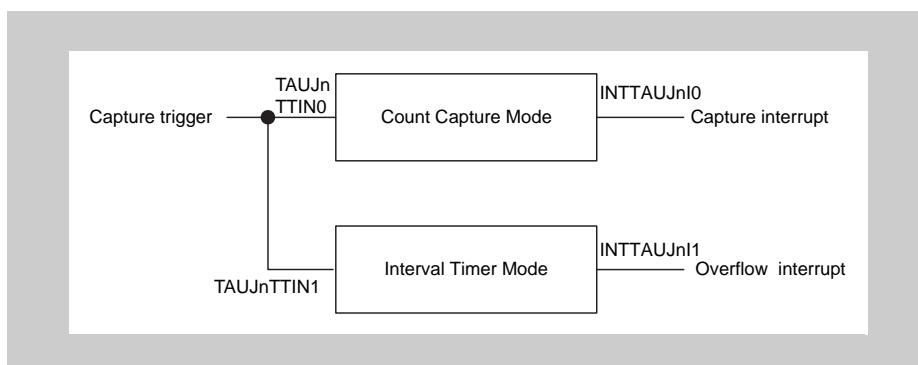 TAUJn
TTIN0
INTTAUJnI0
Capture trigger
Count Capture Mode
Capture interrupt
INTTAUJnI1
Interval Timer Mode
Overflow interrupt
TAUJnTTIN1